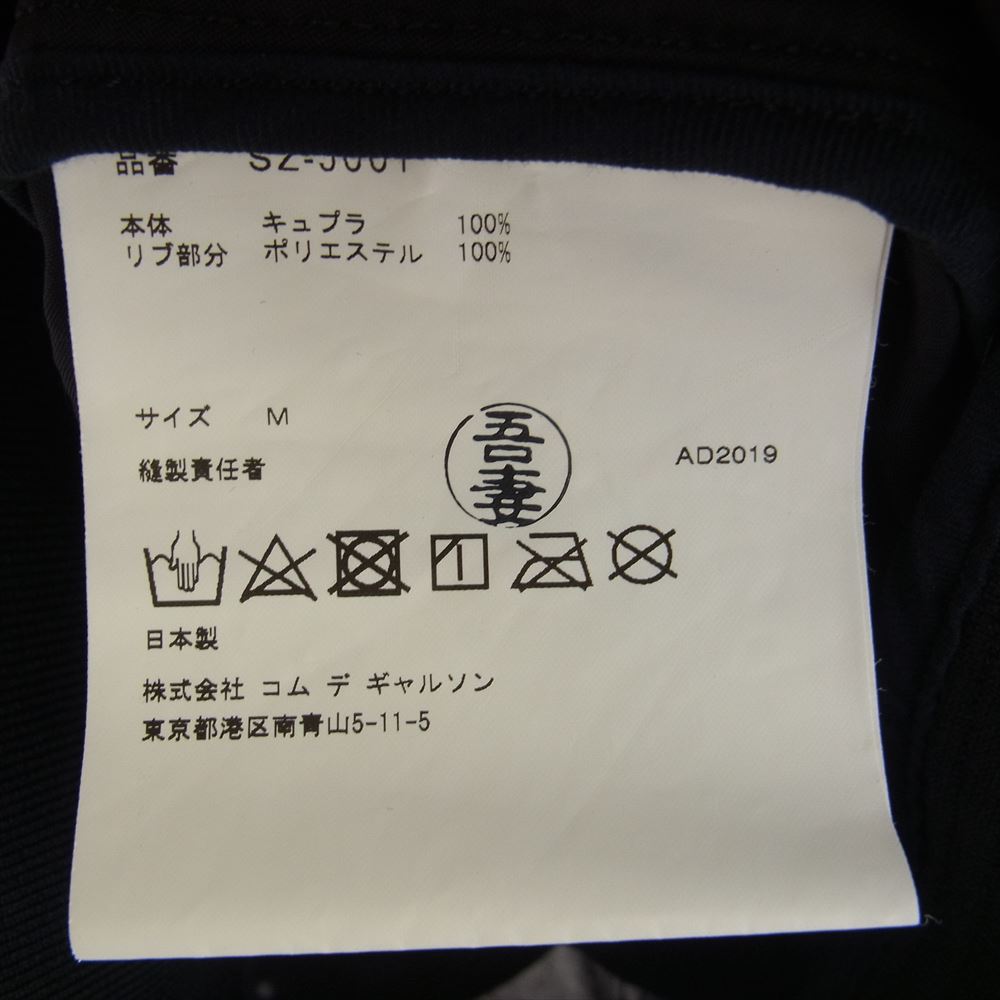 品番 SZ-J001
本体 キュプラ 100%
リブ部分 ポリエステル 100%
サイズ M
吾妻
AD2019
縫製責任者
日本製
株式会社 コム デ ギャルソン
東京都港区南青山5-11-5